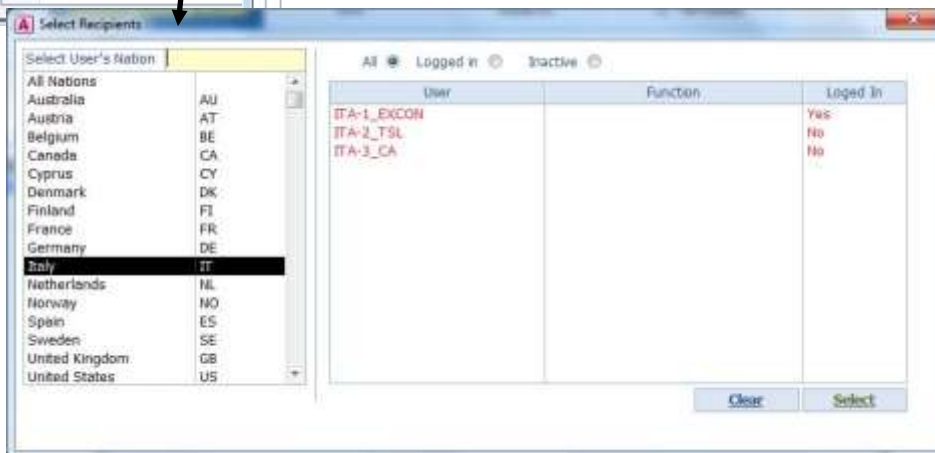 Select Recipients
Select User's Nation
All Nations
Australia AU
Austria AT
Belgium BE
Canada CA
Cyprus CY
Denmark DK
Finland FI
France FR
Germany DE
Italy IT
Netherlands NL
Norway NO
Spain ES
Sweden SE
United Kingdom GB
United States US
All Logged in Inactive
User Function Loged In
ITA-1_EXCON Yes
ITA-2_TSL No
ITA-3_CA No
Clear Select